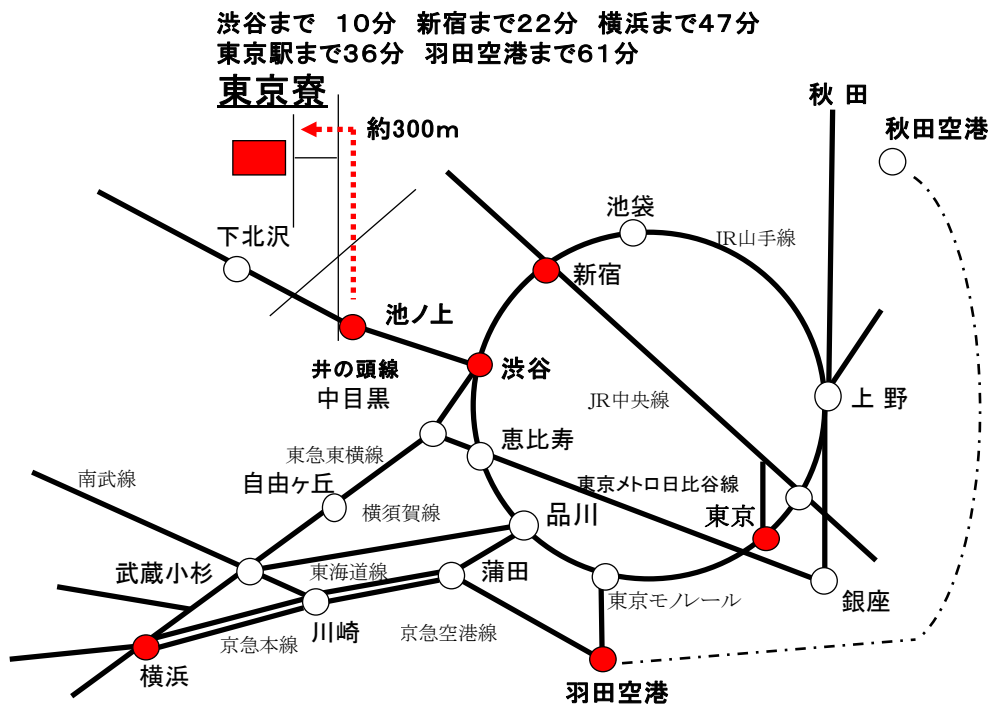 渋谷まで　10分　新宿まで22分　横浜まで47分
東京駅まで36分　羽田空港まで61分
東京寮
約300m
秋 田
秋田空港
池袋
JR山手線
下北沢
新宿
池ノ上
井の頭線
渋谷
中目黒
JR中央線
上 野
恵比寿
東急東横線
南武線
自由ヶ丘
東京メトロ日比谷線
横須賀線
品川
東京
武蔵小杉
東海道線
蒲田
東京モノレール
銀座
川崎
京急空港線
京急本線
横浜
羽田空港